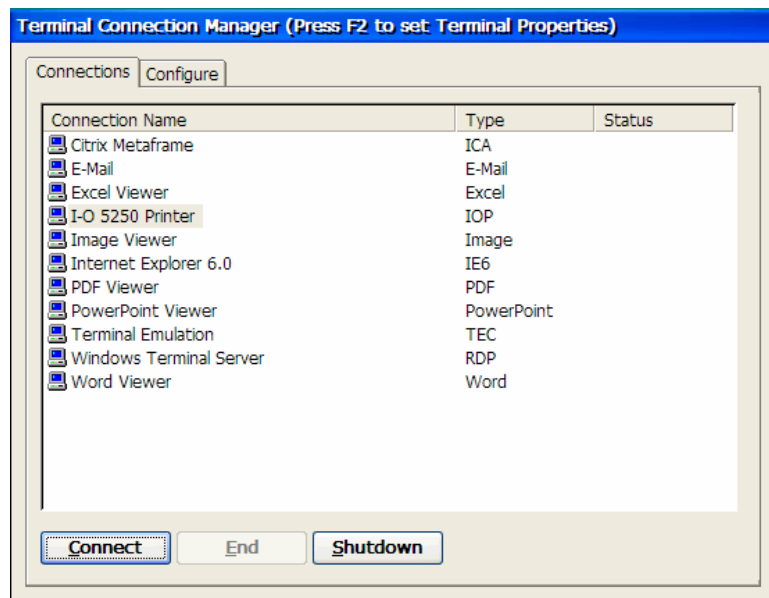 Terminal Connection Manager (Press F2 to set Terminal Properties)
Connections Configure
Connection Name Type Status
Citrix Metaframe ICA
E-Mail E-Mail
Excel Viewer Excel
I-O 5250 Printer IOP
Image Viewer Image
Internet Explorer 6.0 IE6
PDF Viewer PDF
PowerPoint Viewer PowerPoint
Terminal Emulation TEC
Windows Terminal Server RDP
Word Viewer Word
Connect End Shutdown